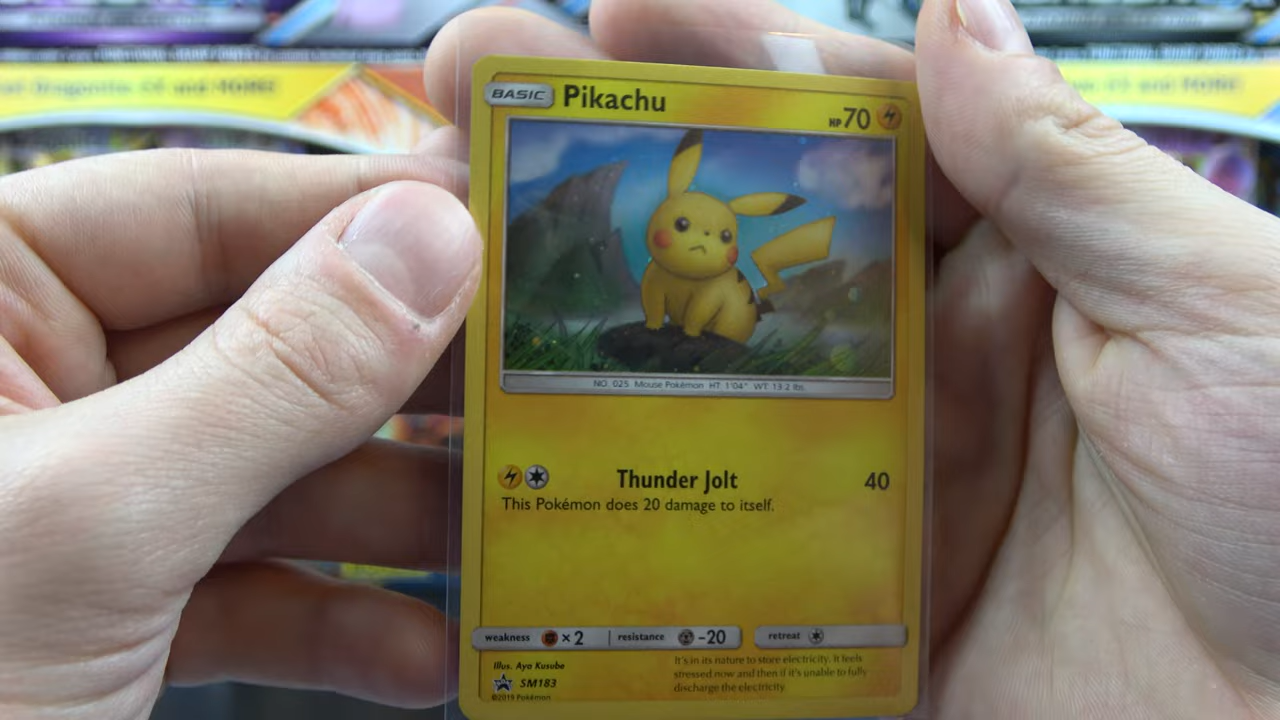 BASIC Pikachu HP 70
NO. 025 Mouse Pokémon HT: 1'04" WT: 13.2 lbs.
Thunder Jolt 40
This Pokémon does 20 damage to itself.
weakness ×2 resistance -20 retreat
Illus. Aya Kusube
SM183
©2019 Pokémon
It's in its nature to store electricity. It feels
stressed now and then if it's unable to fully
discharge the electricity.